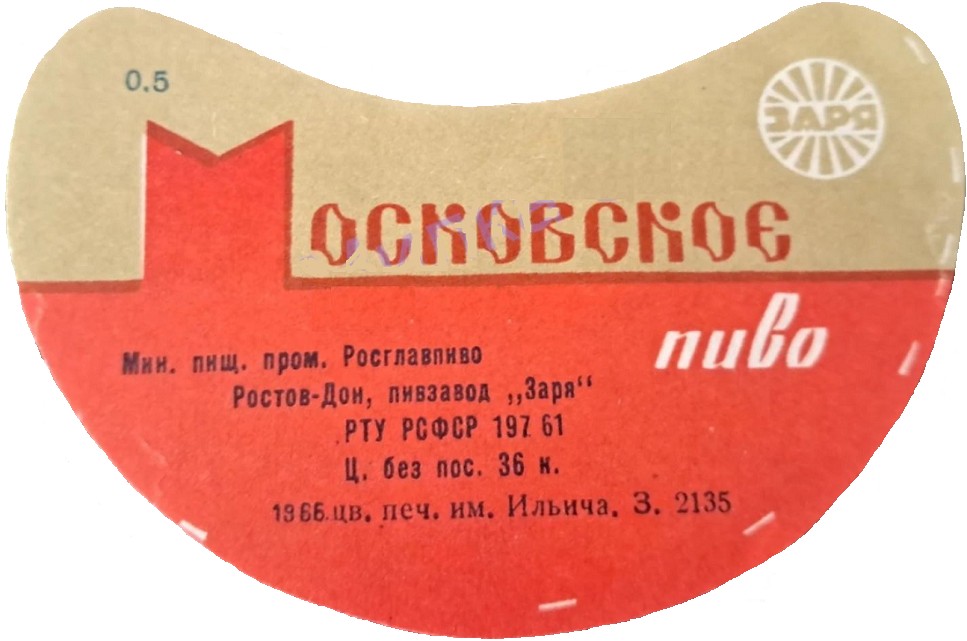 0.5
ЗАРЯ
Московское
пиво
Мин. пищ. пром. Росглавпиво
Ростов-Дон, пивзавод „Заря“
РТУ РСФСР 197 61
Ц. без пос. 36 к.
1966.цв. печ. им. Ильича. З. 2135